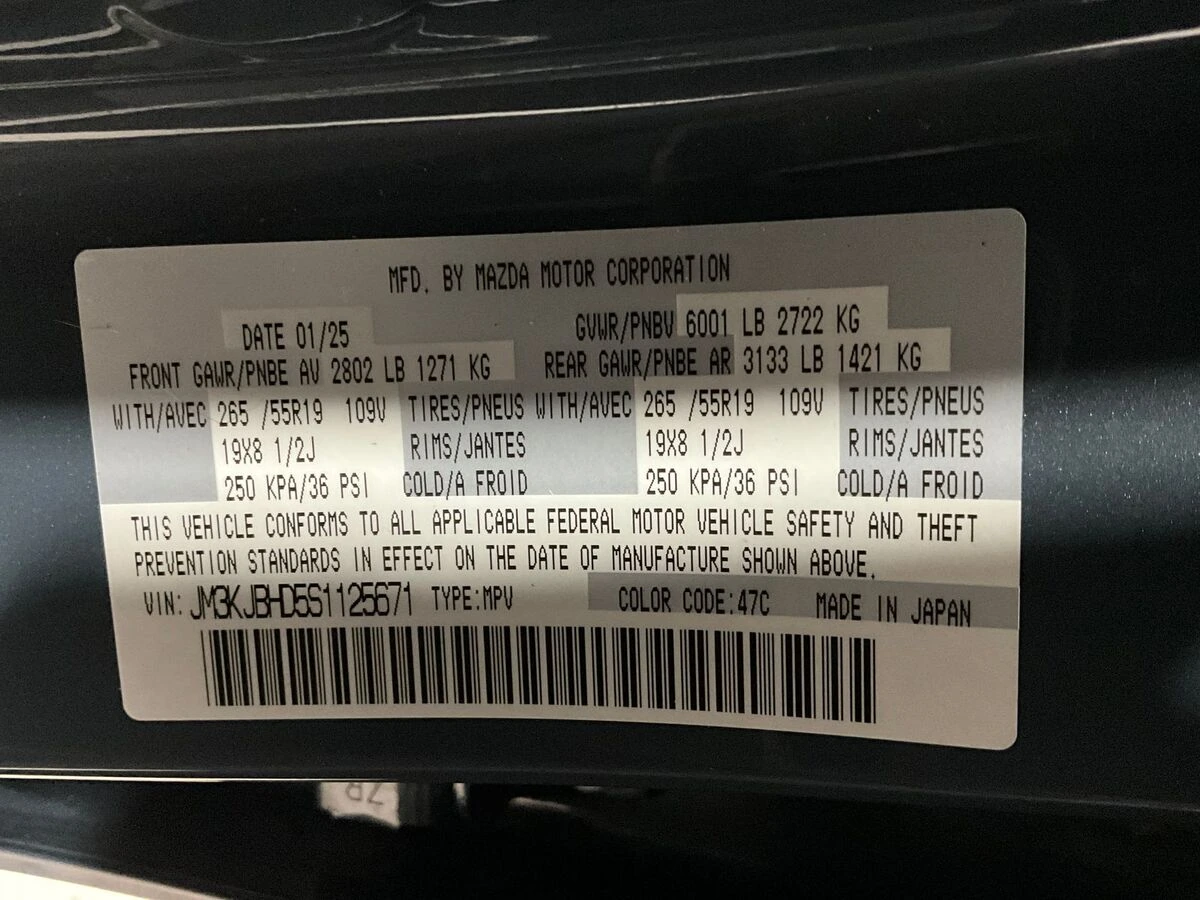 MFD. BY MAZDA MOTOR CORPORATION
DATE 01/25 GVWR/PNBV 6001 LB 2722 KG
FRONT GAWR/PNBE AV 2802 LB 1271 KG REAR GAWR/PNBE AR 3133 LB 1421 KG
WITH/AVEC 265 /55R19 109V TIRES/PNEUS WITH/AVEC 265 /55R19 109V TIRES/PNEUS
19X8 1/2J RIMS/JANTES 19X8 1/2J RIMS/JANTES
250 KPA/36 PSI COLD/A FROID 250 KPA/36 PSI COLD/A FROID
THIS VEHICLE CONFORMS TO ALL APPLICABLE FEDERAL MOTOR VEHICLE SAFETY AND THEFT
PREVENTION STANDARDS IN EFFECT ON THE DATE OF MANUFACTURE SHOWN ABOVE.
VIN: JM3KJBHD5S1125671 TYPE:MPV COLOR CODE:47C MADE IN JAPAN